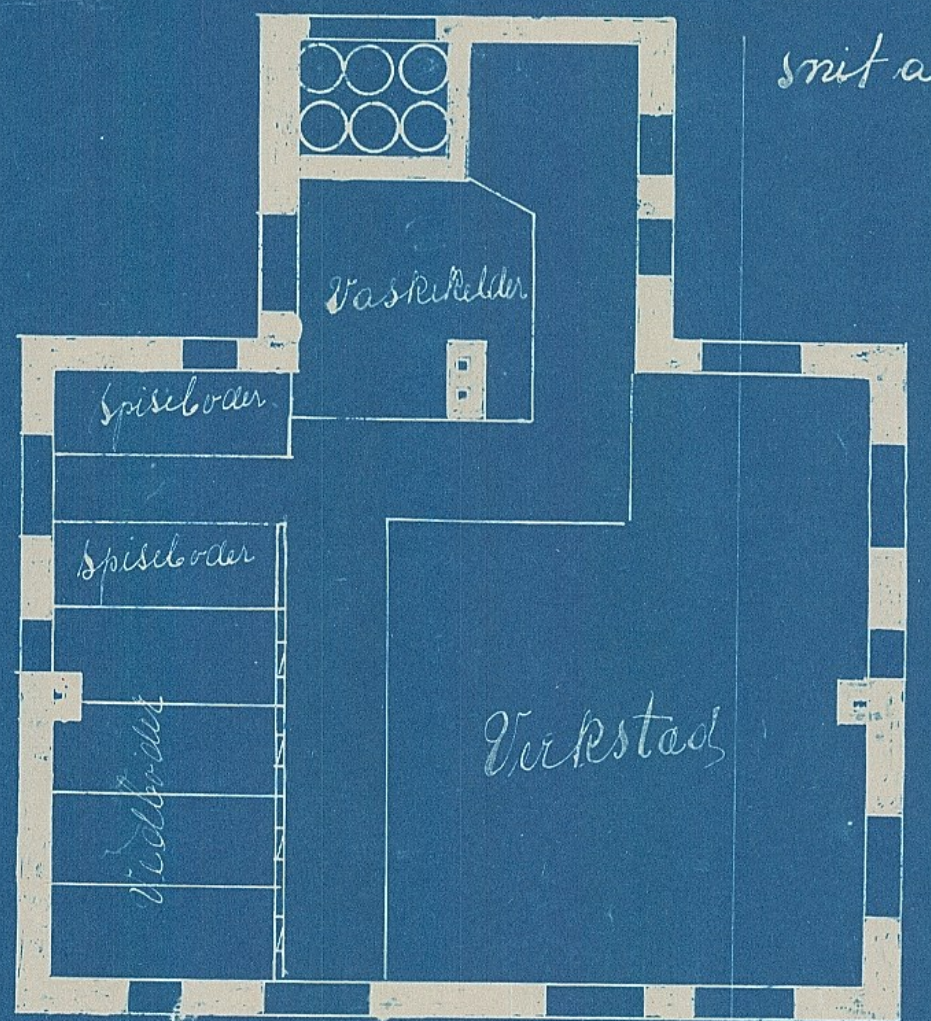 snit a
Vaskekelder
Spiseboder
Spiseboder
Vedboder
Verkstad